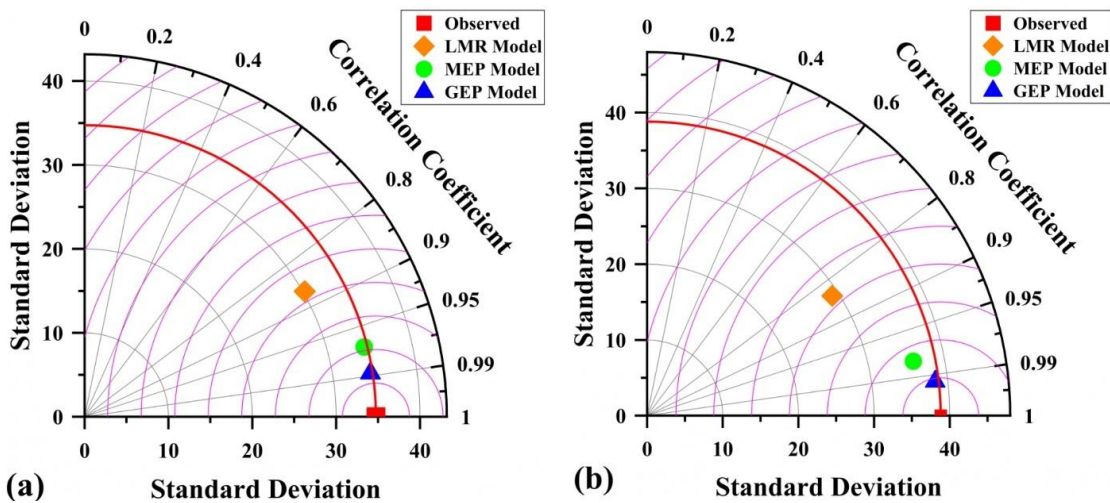 Observed
LMR Model
MEP Model
GEP Model
0
0.2
0.4
0.6
0.8
0.9
0.95
0.99
1
Correlation Coefficient
40
30
20
10
0
Standard Deviation
0
10
20
30
40
Standard Deviation
(a)
Observed
LMR Model
MEP Model
GEP Model
0
0.2
0.4
0.6
0.8
0.9
0.95
0.99
1
Correlation Coefficient
40
30
20
10
0
Standard Deviation
0
10
20
30
40
Standard Deviation
(b)